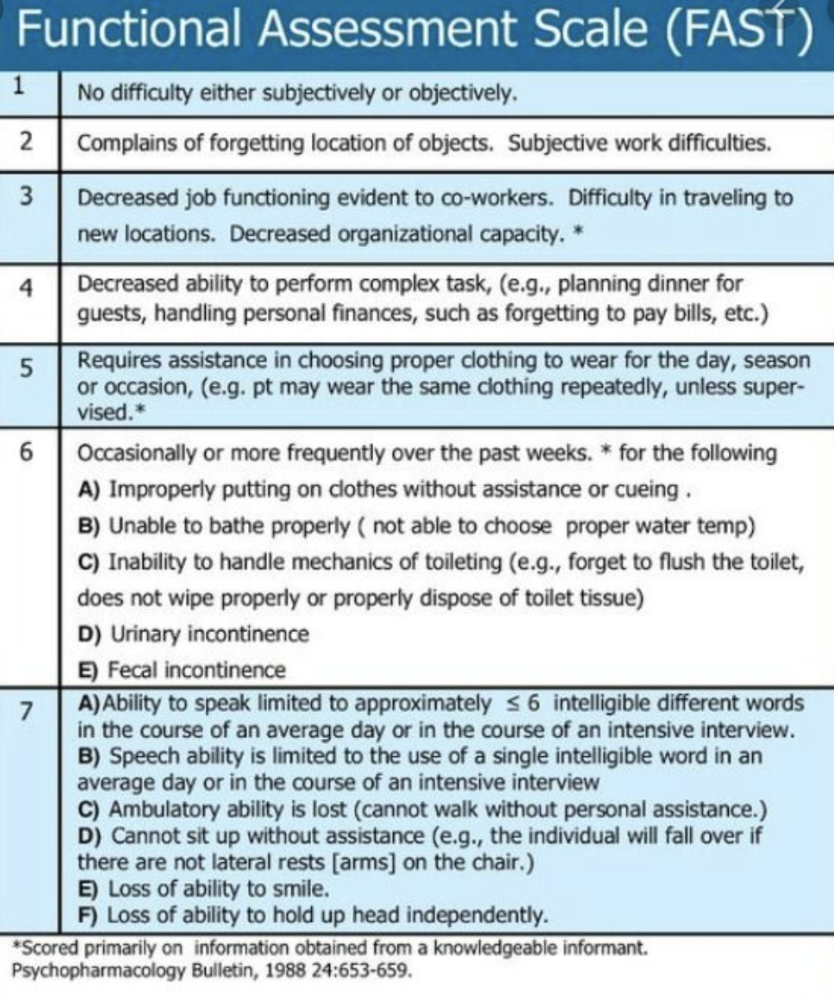 Functional Assessment Scale (FAST)
1 No difficulty either subjectively or objectively.
2 Complains of forgetting location of objects. Subjective work difficulties.
3 Decreased job functioning evident to co-workers. Difficulty in traveling to
new locations. Decreased organizational capacity. *
4 Decreased ability to perform complex task, (e.g., planning dinner for
guests, handling personal finances, such as forgetting to pay bills, etc.)
5 Requires assistance in choosing proper clothing to wear for the day, season
or occasion, (e.g. pt may wear the same clothing repeatedly, unless super-
vised.*
6 Occasionally or more frequently over the past weeks. * for the following
A) Improperly putting on clothes without assistance or cueing .
B) Unable to bathe properly ( not able to choose proper water temp)
C) Inability to handle mechanics of toileting (e.g., forget to flush the toilet,
does not wipe properly or properly dispose of toilet tissue)
D) Urinary incontinence
E) Fecal incontinence
7 A)Ability to speak limited to approximately ≤ 6 intelligible different words
in the course of an average day or in the course of an intensive interview.
B) Speech ability is limited to the use of a single intelligible word in an
average day or in the course of an intensive interview
C) Ambulatory ability is lost (cannot walk without personal assistance.)
D) Cannot sit up without assistance (e.g., the individual will fall over if
there are not lateral rests [arms] on the chair.)
E) Loss of ability to smile.
F) Loss of ability to hold up head independently.
*Scored primarily on information obtained from a knowledgeable informant.
Psychopharmacology Bulletin, 1988 24:653-659.